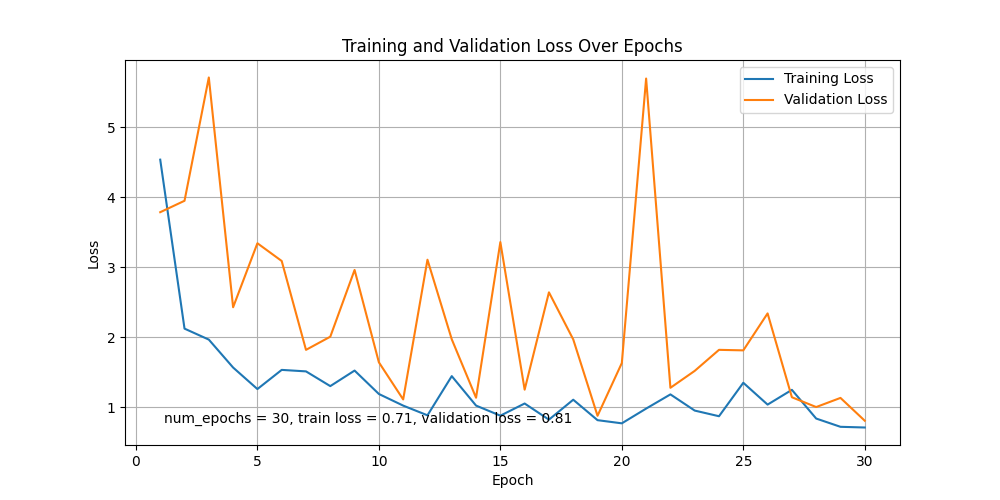 Training and Validation Loss Over Epochs
Training Loss
Validation Loss
5
4
3
2
1
Loss
num_epochs = 30, train loss = 0.71, validation loss = 0.81
0 5 10 15 20 25 30
Epoch